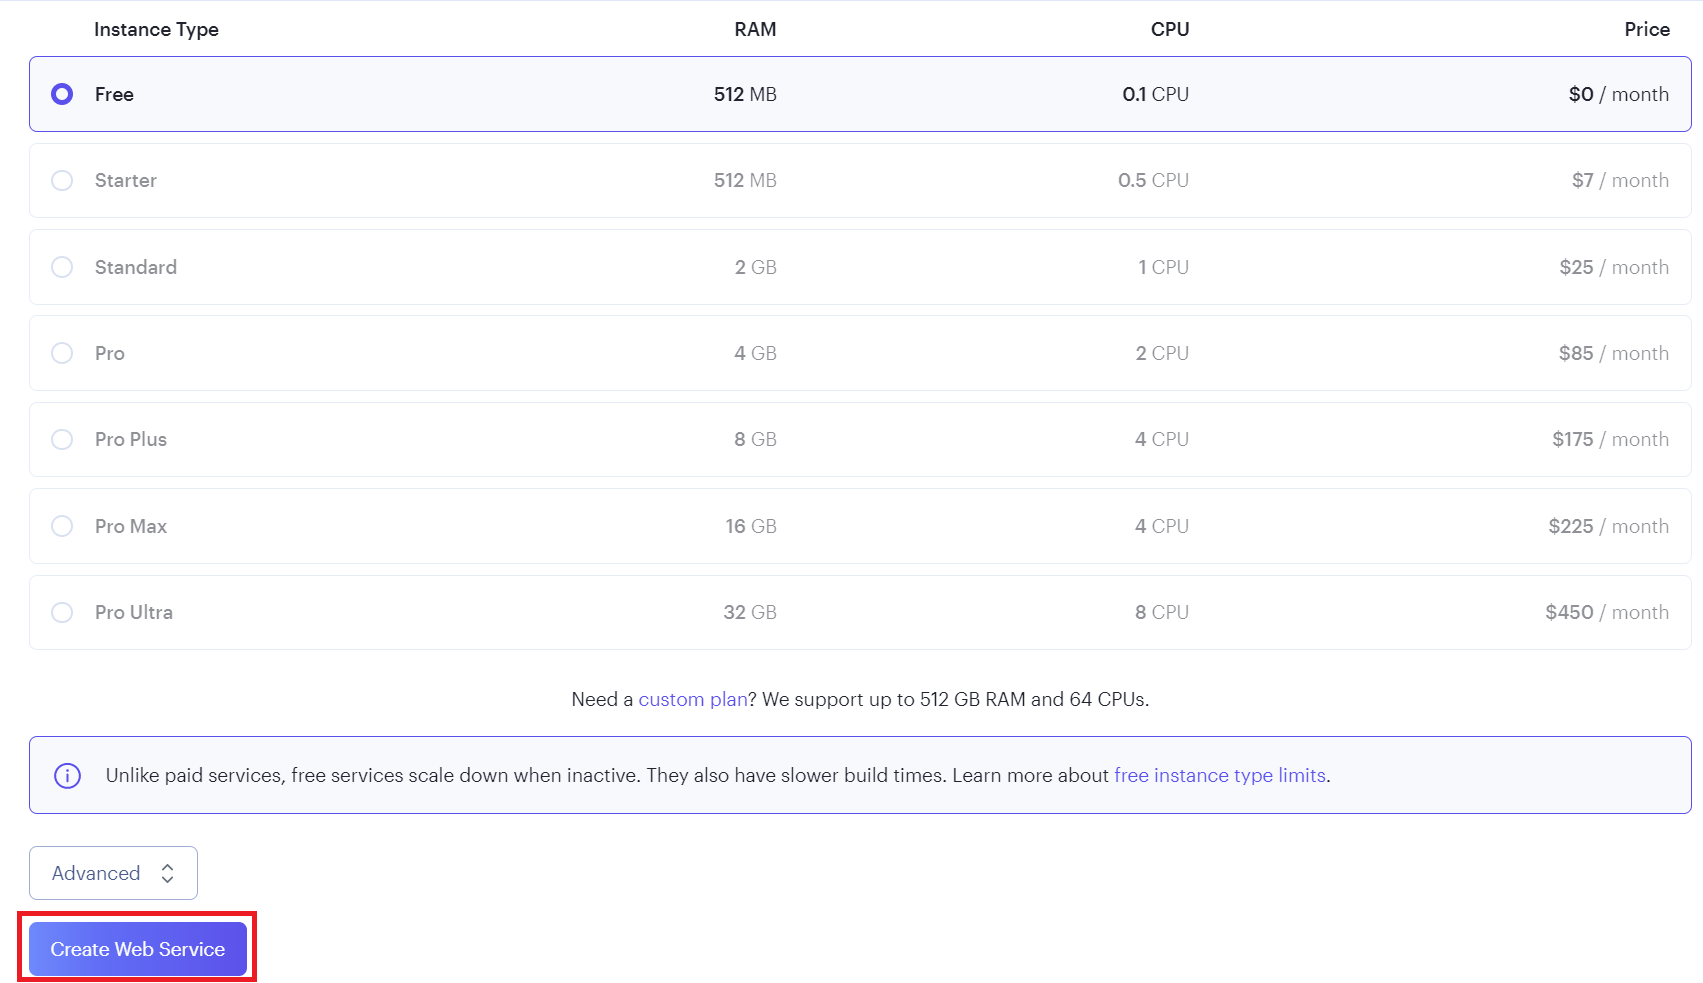 Instance Type RAM CPU Price
Free 512 MB 0.1 CPU $0 / month
Starter 512 MB 0.5 CPU $7 / month
Standard 2 GB 1 CPU $25 / month
Pro 4 GB 2 CPU $85 / month
Pro Plus 8 GB 4 CPU $175 / month
Pro Max 16 GB 4 CPU $225 / month
Pro Ultra 32 GB 8 CPU $450 / month
Need a custom plan? We support up to 512 GB RAM and 64 CPUs.
Unlike paid services, free services scale down when inactive. They also have slower build times. Learn more about free instance type limits.
Advanced
Create Web Service